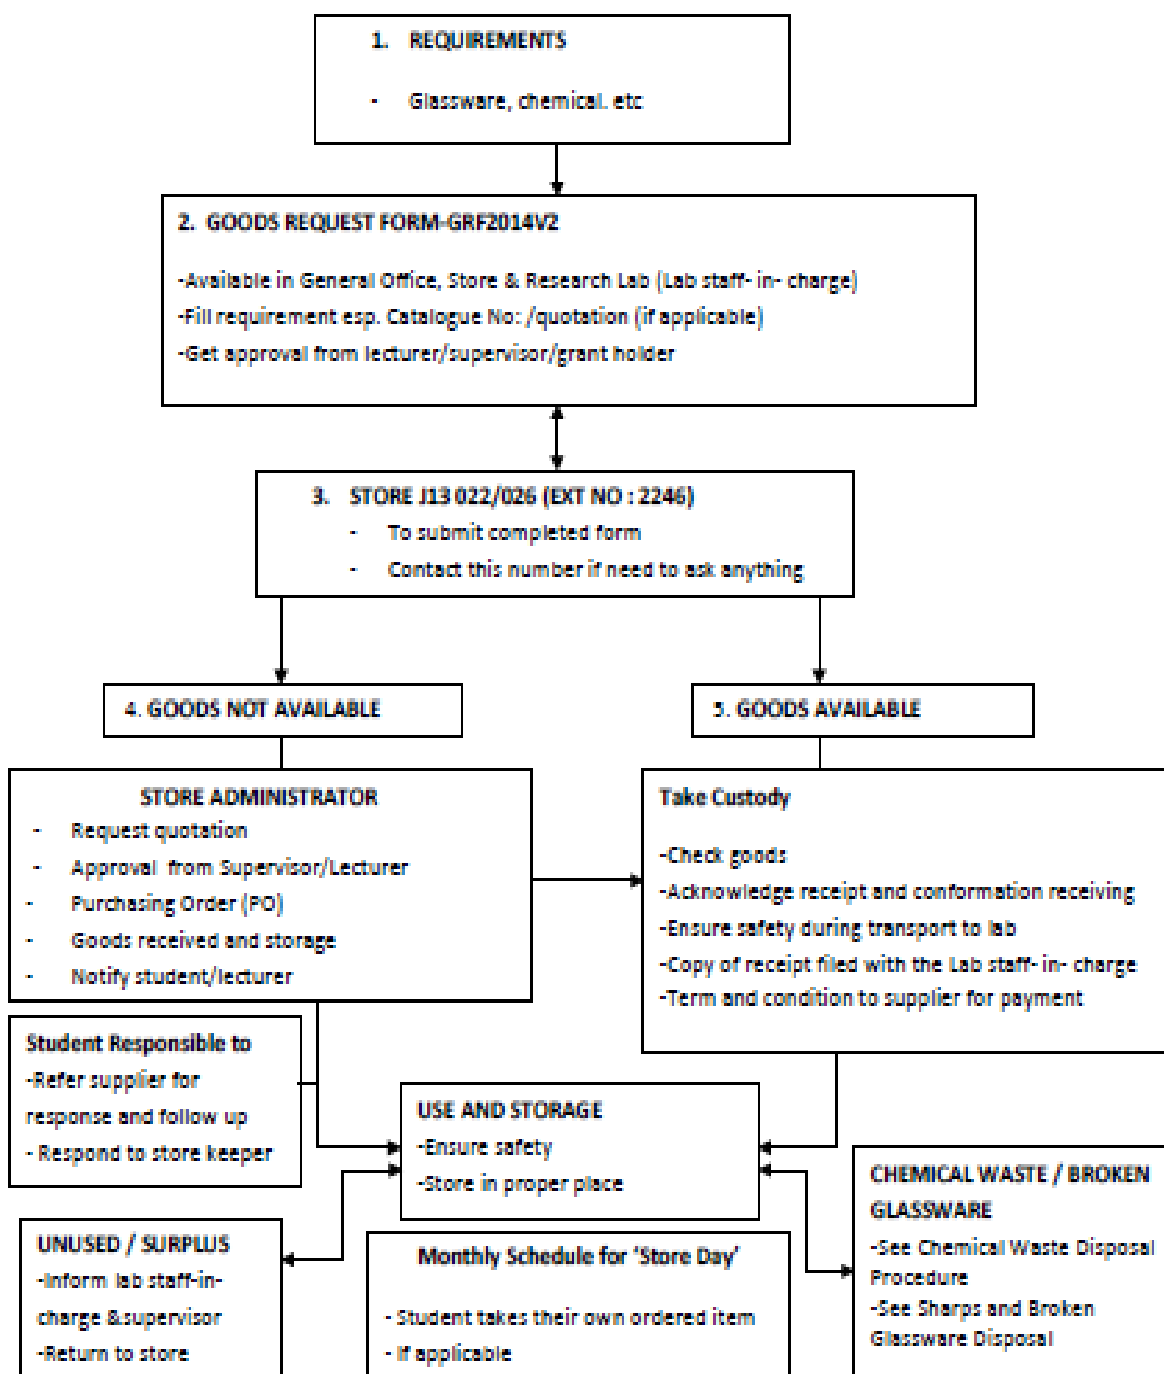 1. REQUIREMENTS
- Glassware, chemical. etc
2. GOODS REQUEST FORM-GRF2014V2
-Available in General Office, Store & Research Lab (Lab staff- in- charge)
-Fill requirement esp. Catalogue No: /quotation (if applicable)
-Get approval from lecturer/supervisor/grant holder
3. STORE J13 022/026 (EXT NO : 2246)
- To submit completed form
- Contact this number if need to ask anything
4. GOODS NOT AVAILABLE
5. GOODS AVAILABLE
STORE ADMINISTRATOR
- Request quotation
- Approval from Supervisor/Lecturer
- Purchasing Order (PO)
- Goods received and storage
- Notify student/lecturer
Take Custody
-Check goods
-Acknowledge receipt and conformation receiving
-Ensure safety during transport to lab
-Copy of receipt filed with the Lab staff- in- charge
-Term and condition to supplier for payment
Student Responsible to
-Refer supplier for
response and follow up
- Respond to store keeper
USE AND STORAGE
-Ensure safety
-Store in proper place
CHEMICAL WASTE / BROKEN
GLASSWARE
-See Chemical Waste Disposal
Procedure
-See Sharps and Broken
Glassware Disposal
UNUSED / SURPLUS
-Inform lab staff-in-
charge &supervisor
-Return to store
Monthly Schedule for 'Store Day'
- Student takes their own ordered item
- If applicable